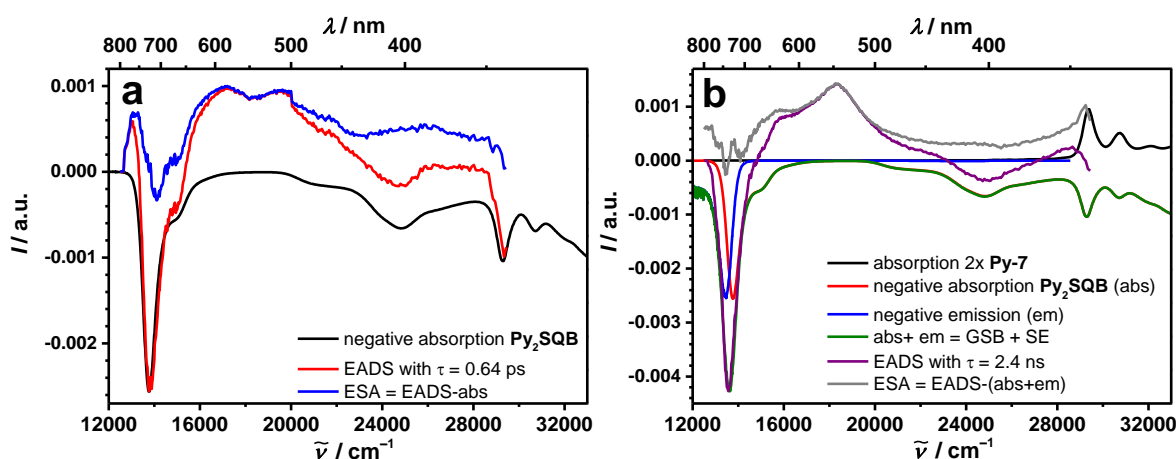 λ / nm
800 700 600 500 400
a
0.001
0.000
-0.001
-0.002
I / a.u.
negative absorption Py₂SQB
EADS with τ = 0.64 ps
ESA = EADS-abs
12000 16000 20000 24000 28000 32000
ν̃ / cm⁻¹
λ / nm
800 700 600 500 400
b
0.001
0.000
-0.001
-0.002
-0.003
-0.004
I / a.u.
absorption 2x Py-7
negative absorption Py₂SQB (abs)
negative emission (em)
abs+ em = GSB + SE
EADS with τ = 2.4 ns
ESA = EADS-(abs+em)
12000 16000 20000 24000 28000 32000
ν̃ / cm⁻¹